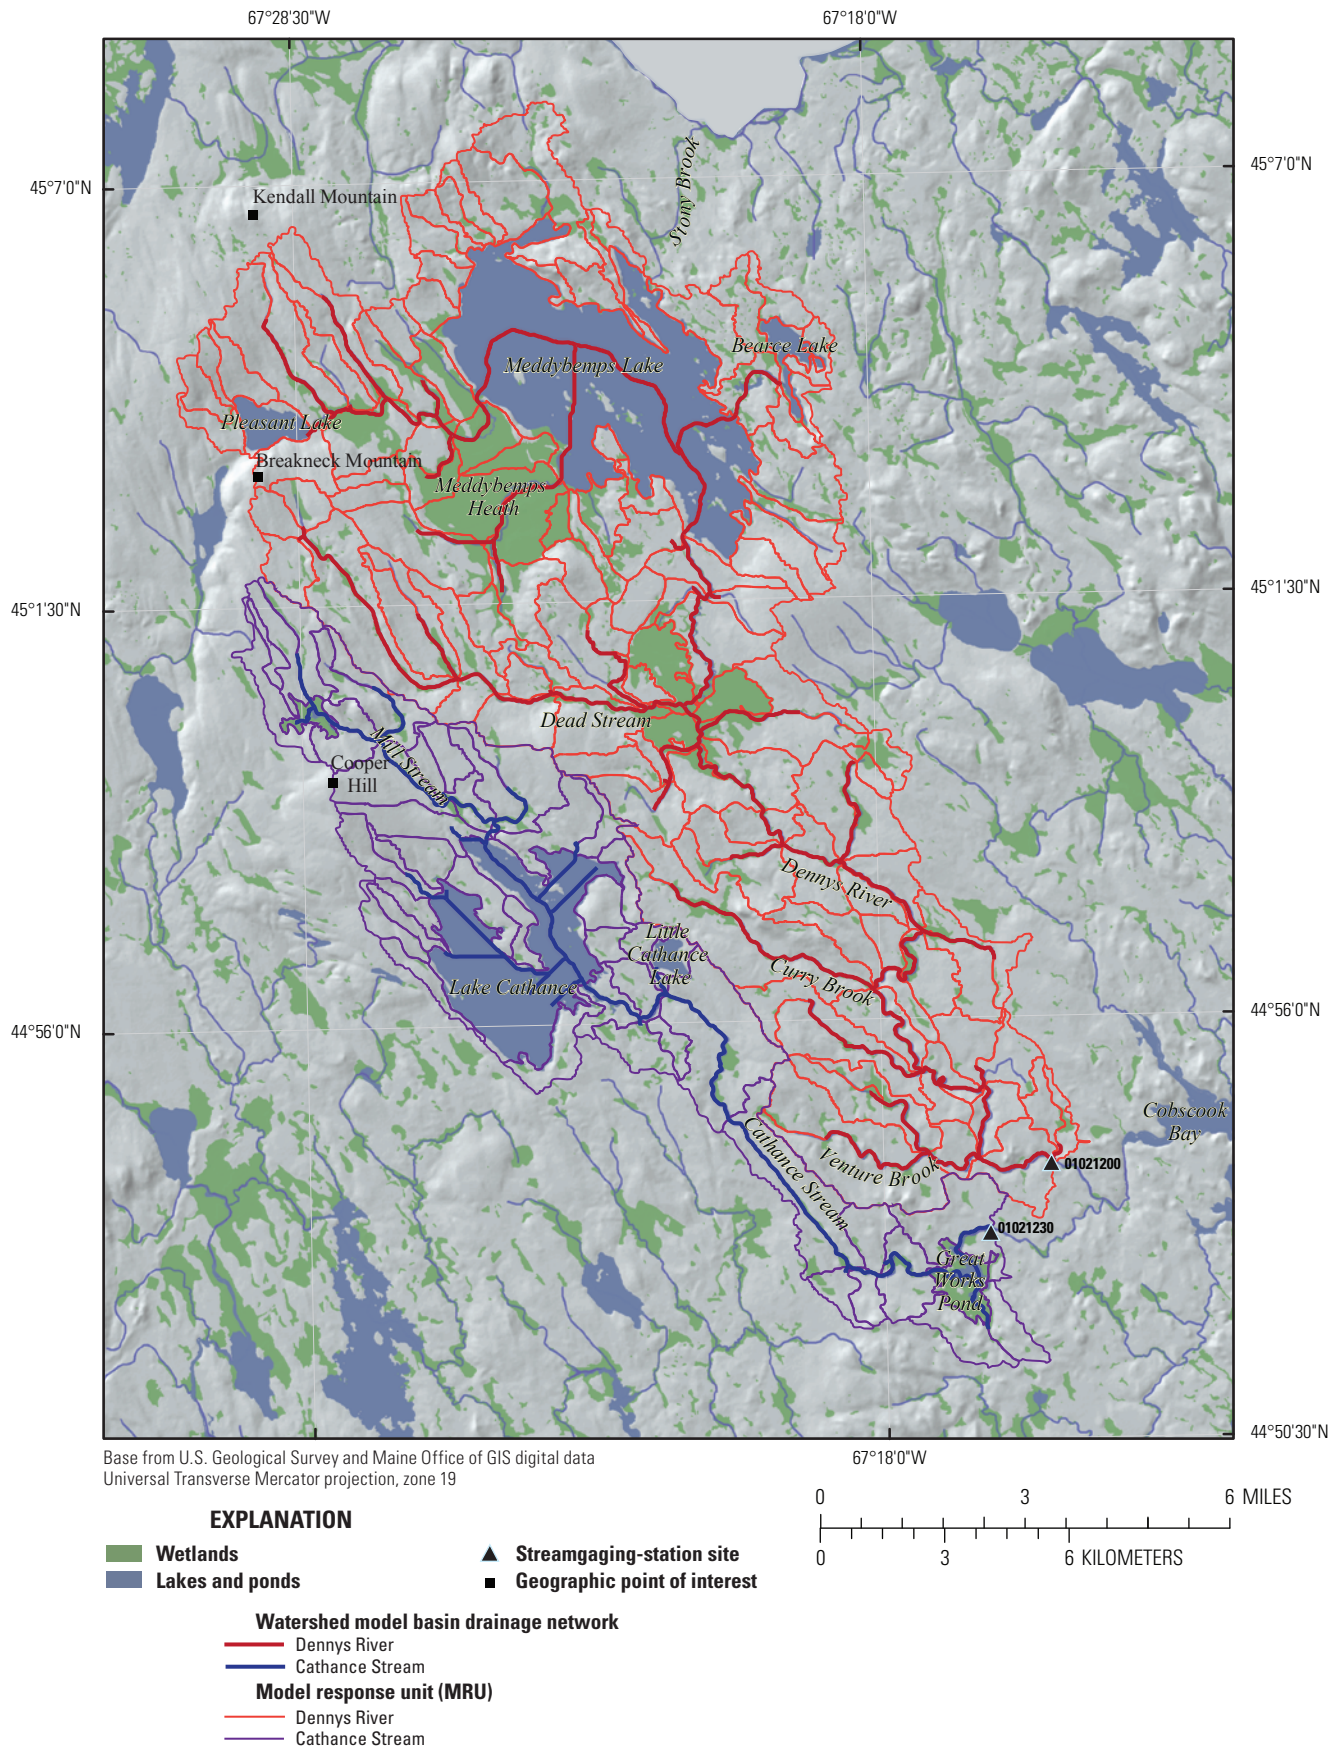 67°28'30"W
67°18'0"W
45°7'0"N
45°7'0"N
Kendall Mountain
Stony Brook
Bearce Lake
Meddybemps Lake
Pleasant Lake
Breakneck Mountain
Meddybemps
Heath
45°1'30"N
45°1'30"N
Dead Stream
Mill Stream
Cooper
Hill
Dennys River
Little
Cathance
Lake
Curry Brook
Lake Cathance
44°56'0"N
44°56'0"N
Cobscook
Bay
Cathance Stream
Venture Brook
01021200
01021230
Great
Works
Pond
44°50'30"N
67°18'0"W
Base from U.S. Geological Survey and Maine Office of GIS digital data
Universal Transverse Mercator projection, zone 19
0 3 6 MILES
0 3 6 KILOMETERS
EXPLANATION
Wetlands
Lakes and ponds
Streamgaging-station site
Geographic point of interest
Watershed model basin drainage network
Dennys River
Cathance Stream
Model response unit (MRU)
Dennys River
Cathance Stream